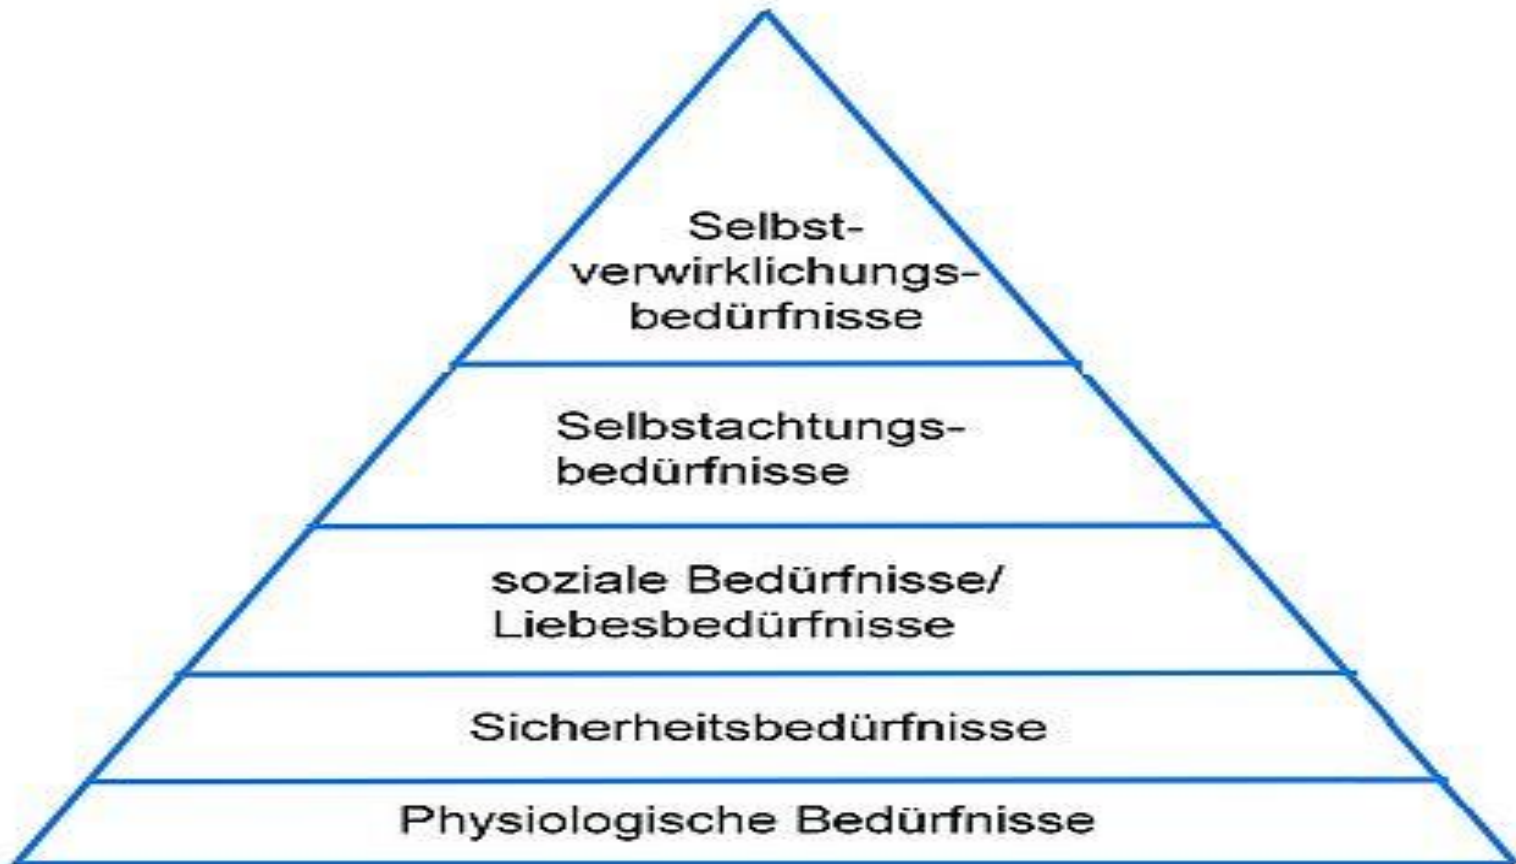 Selbst-
verwirklichungs-
bedürfnisse
Selbstachtungs-
bedürfnisse
soziale Bedürfnisse/
Liebesbedürfnisse
Sicherheitsbedürfnisse
Physiologische Bedürfnisse